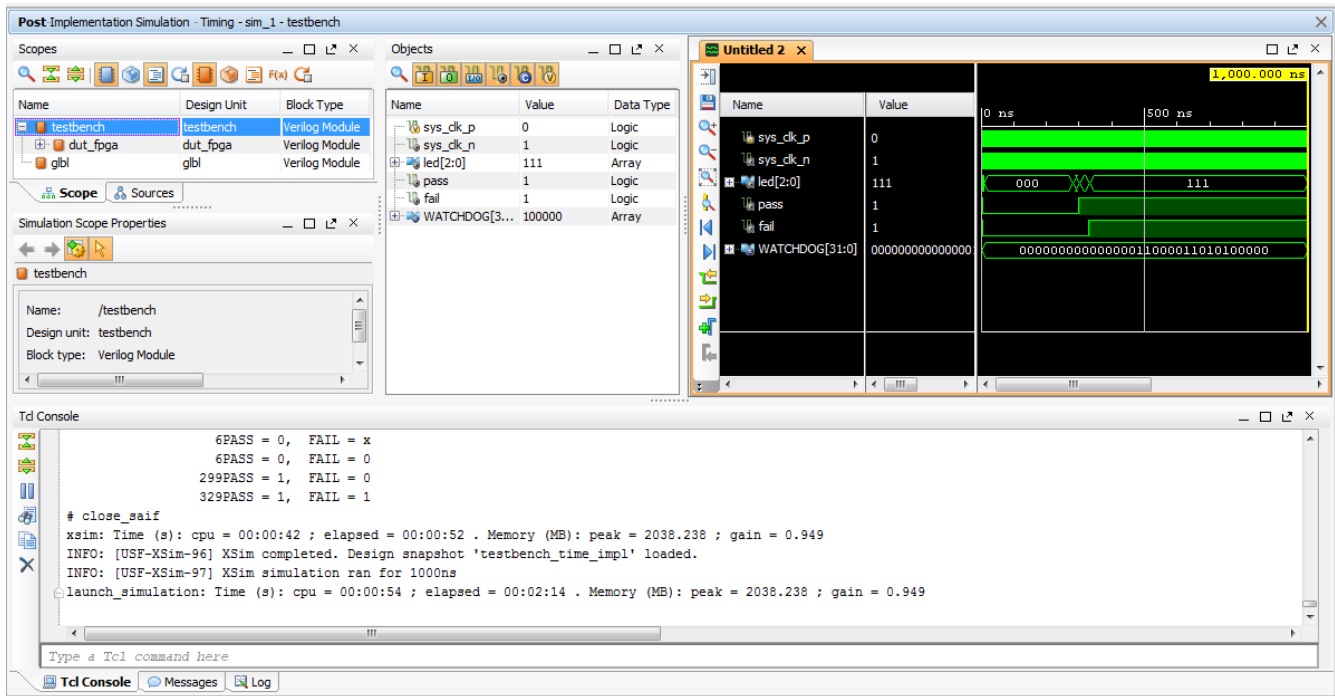 Post-Implementation Simulation - Timing - sim_1 - testbench
Scopes
F(x)
Name Design Unit Block Type
testbench testbench Verilog Module
dut_fpga dut_fpga Verilog Module
glbl glbl Verilog Module
Scope Sources
Simulation Scope Properties
testbench
Name: /testbench
Design unit: testbench
Block type: Verilog Module
Objects
Name Value Data Type
sys_clk_p 0 Logic
sys_clk_n 1 Logic
led[2:0] 111 Array
pass 1 Logic
fail 1 Logic
WATCHDOG[3... 100000 Array
Untitled 2
1,000.000 ns
Name Value
0 ns 500 ns
sys_clk_p 0
sys_clk_n 1
led[2:0] 111 000 111
pass 1
fail 1
WATCHDOG[31:0] 000000000000000 00000000000000011000011010100000
Tcl Console
6PASS = 0, FAIL = x
6PASS = 0, FAIL = 0
299PASS = 1, FAIL = 0
329PASS = 1, FAIL = 1
# close_saif
xsim: Time (s): cpu = 00:00:42 ; elapsed = 00:00:52 . Memory (MB): peak = 2038.238 ; gain = 0.949
INFO: [USF-XSim-96] XSim completed. Design snapshot 'testbench_time_impl' loaded.
INFO: [USF-XSim-97] XSim simulation ran for 1000ns
launch_simulation: Time (s): cpu = 00:00:54 ; elapsed = 00:02:14 . Memory (MB): peak = 2038.238 ; gain = 0.949
Type a Tcl command here
Tcl Console Messages Log